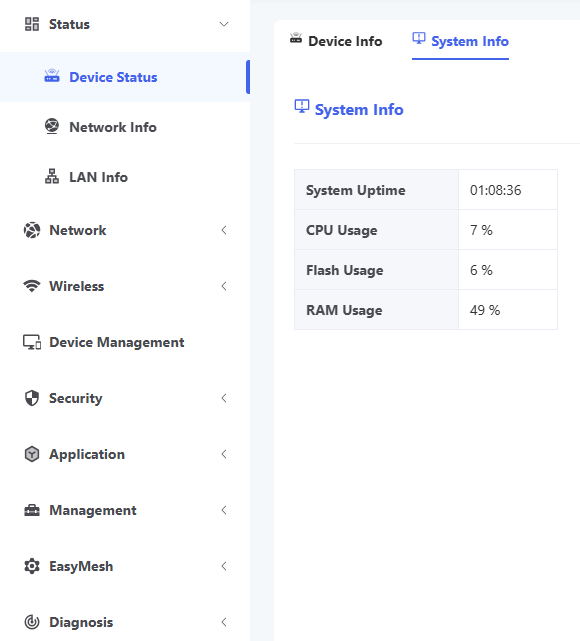 Status
Device Status
Network Info
LAN Info
Network
Wireless
Device Management
Security
Application
Management
EasyMesh
Diagnosis
Device Info
System Info
System Info
System Uptime 01:08:36
CPU Usage 7 %
Flash Usage 6 %
RAM Usage 49 %